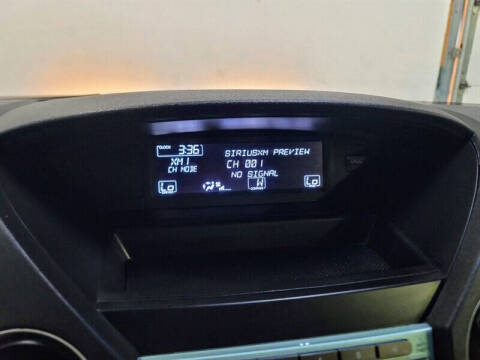 CLOCK 3:36
SIRIUSXM PREVIEW
XM1
CH 001
CH MODE
NO SIGNAL
Lo
W
Lo